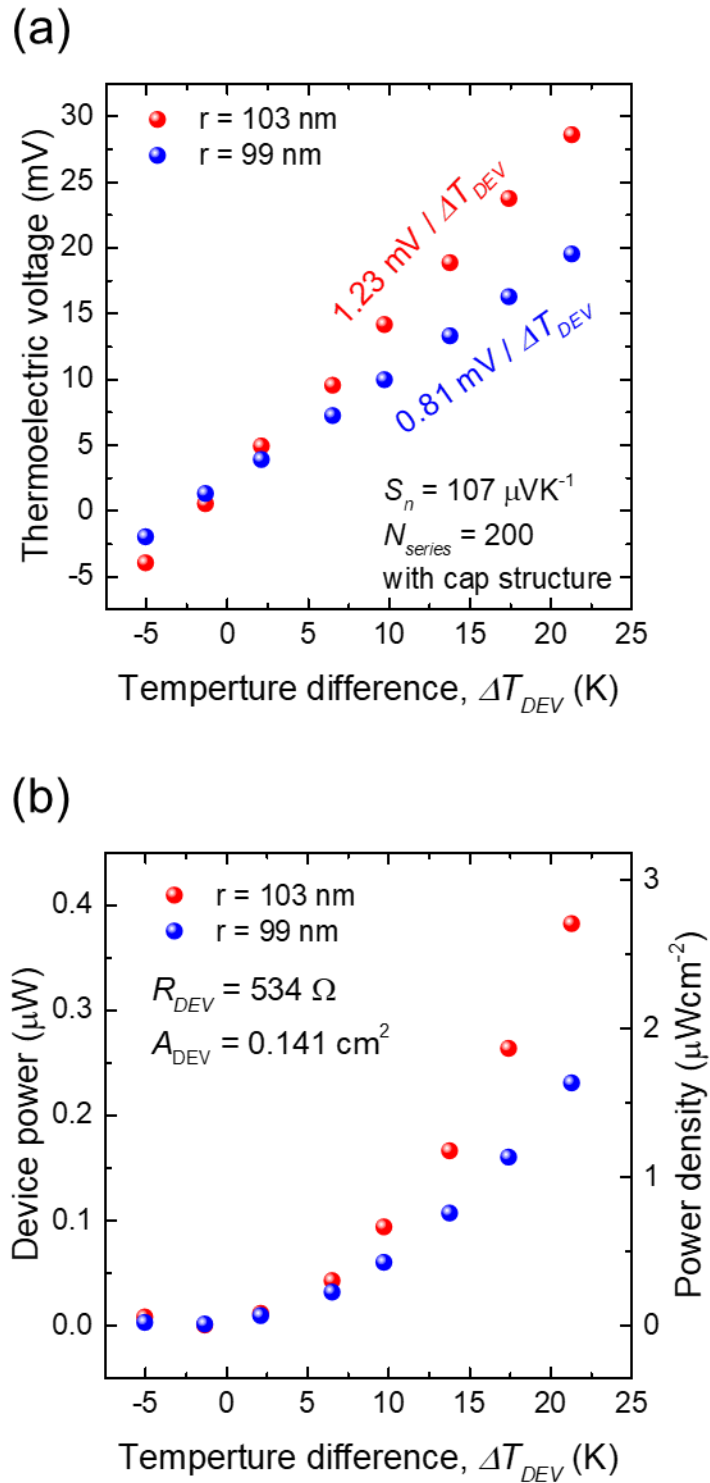 (a)
r = 103 nm
r = 99 nm
1.23 mV / ΔT_DEV
0.81 mV / ΔT_DEV
S_n = 107 μVK⁻¹
N_series = 200
with cap structure
Thermoelectric voltage (mV)
30
25
20
15
10
5
0
-5
-5 0 5 10 15 20 25
Temperture difference, ΔT_DEV (K)
(b)
r = 103 nm
r = 99 nm
R_DEV = 534 Ω
A_DEV = 0.141 cm²
Device power (μW)
0.4
0.3
0.2
0.1
0.0
Power density (μWcm⁻²)
3
2
1
0
-5 0 5 10 15 20 25
Temperture difference, ΔT_DEV (K)